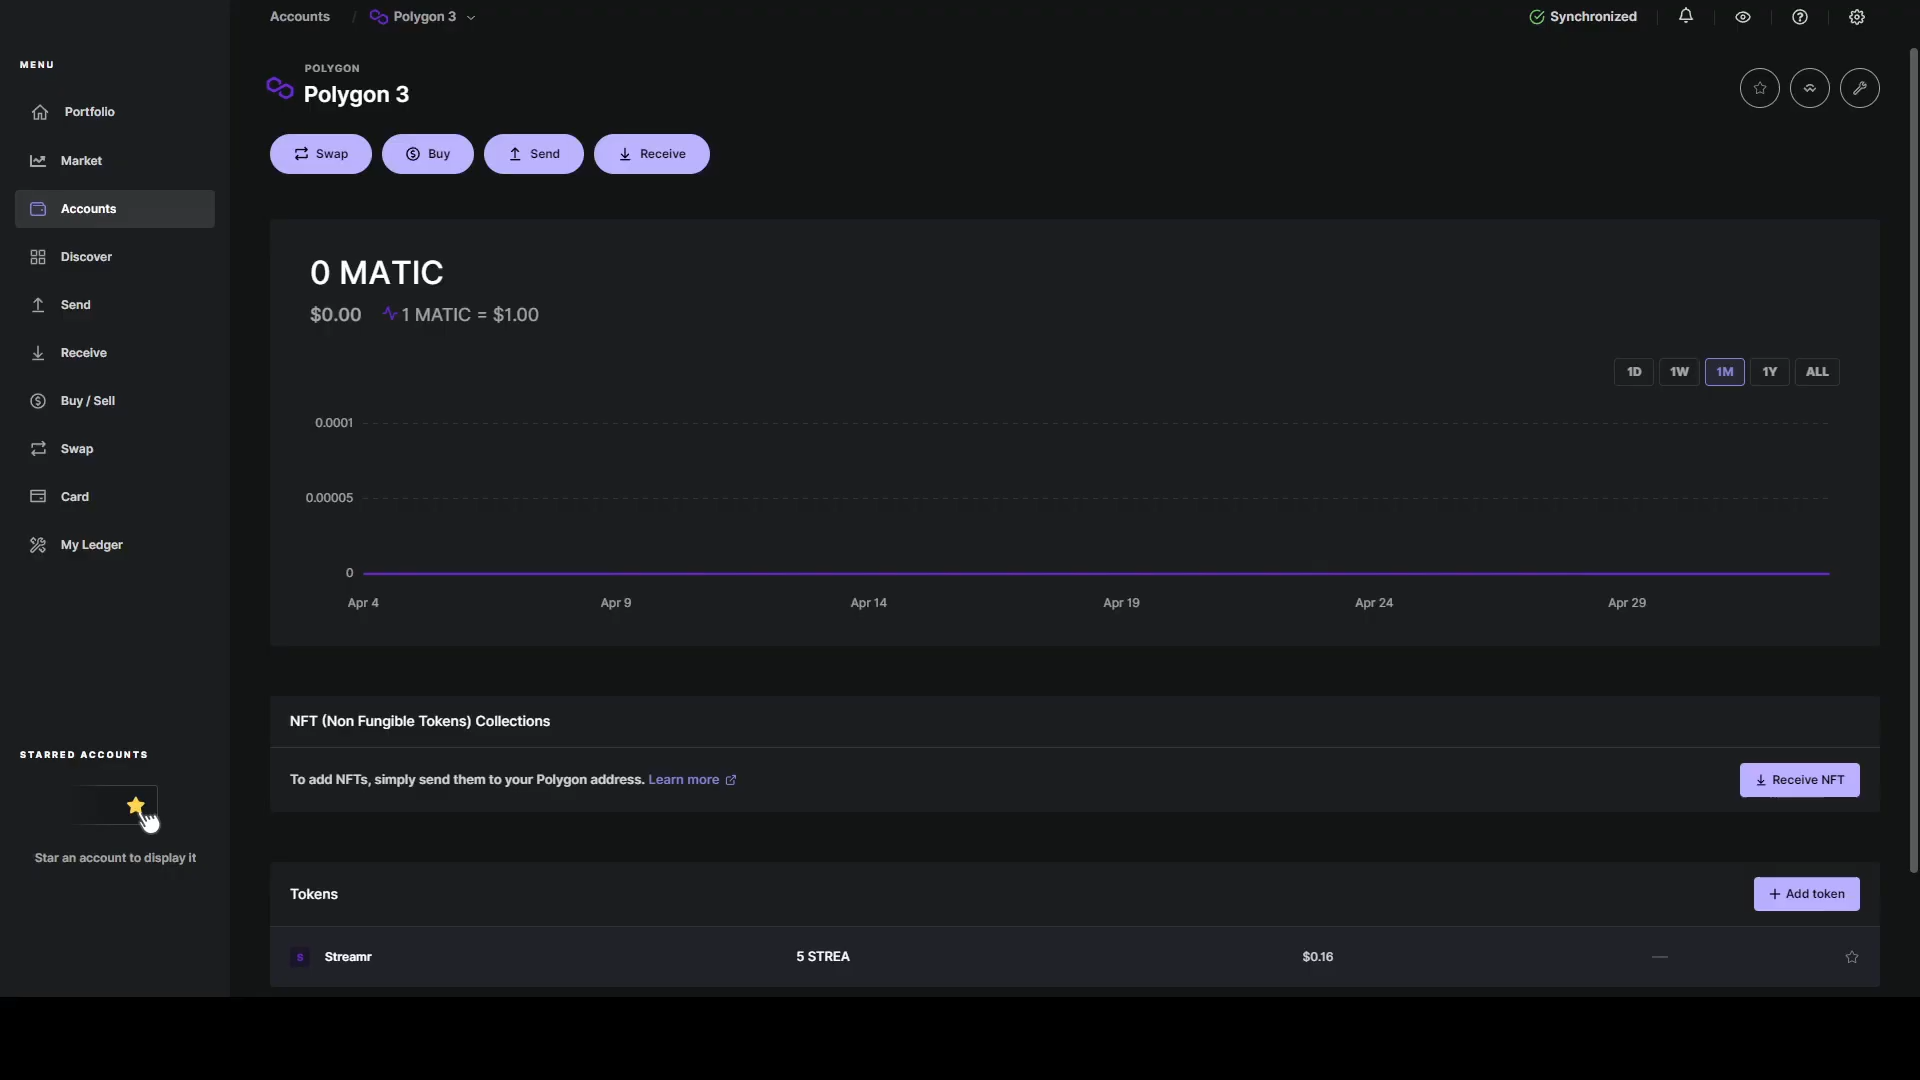 Accounts / Polygon 3
Synchronized
MENU
Portfolio
Market
Accounts
Discover
Send
Receive
Buy / Sell
Swap
Card
My Ledger
STARRED ACCOUNTS
Star an account to display it
POLYGON
Polygon 3
Swap
Buy
Send
Receive
0 MATIC
$0.00 1 MATIC = $1.00
1D 1W 1M 1Y ALL
0.0001
0.00005
0
Apr 4 Apr 9 Apr 14 Apr 19 Apr 24 Apr 29
NFT (Non Fungible Tokens) Collections
To add NFTs, simply send them to your Polygon address. Learn more
Receive NFT
Tokens
+ Add token
S Streamr 5 STREA $0.16 —